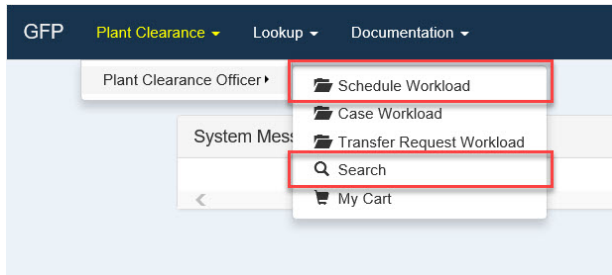 GFP Plant Clearance Lookup Documentation
Plant Clearance Officer
Schedule Workload
Case Workload
System Mess
Transfer Request Workload
Search
My Cart